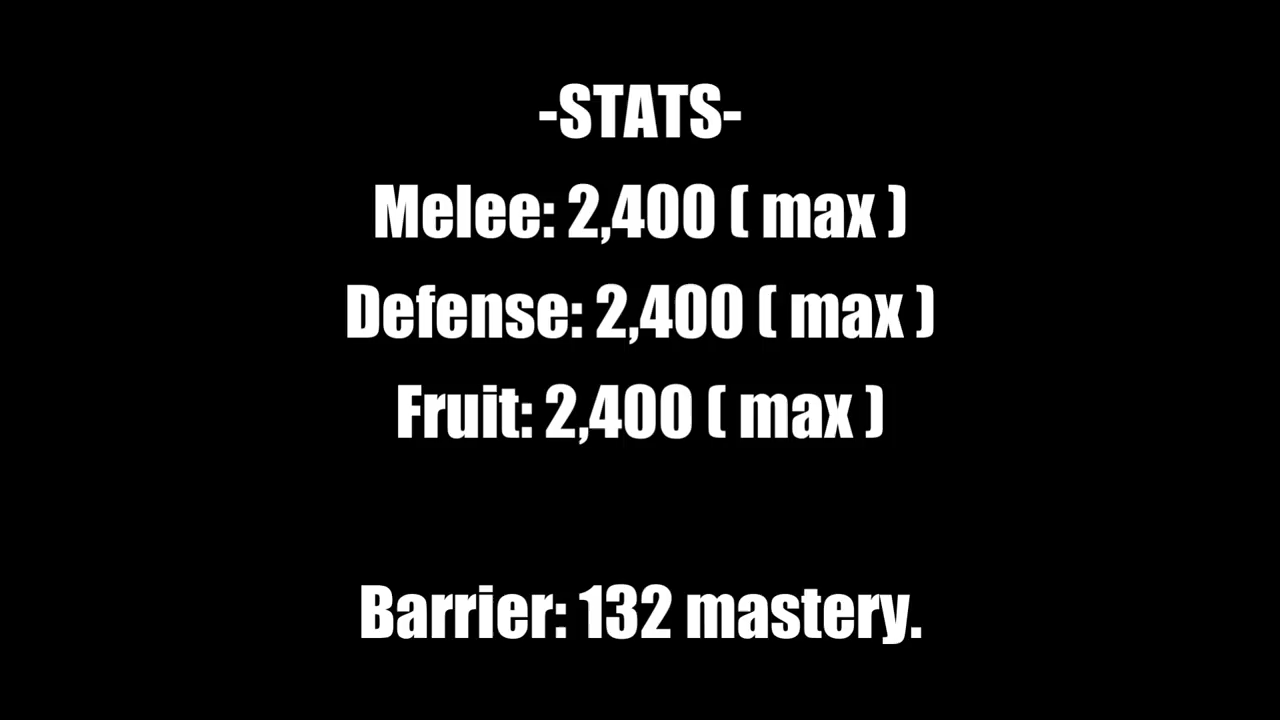 -STATS-
Melee: 2,400 ( max )
Defense: 2,400 ( max )
Fruit: 2,400 ( max )
Barrier: 132 mastery.